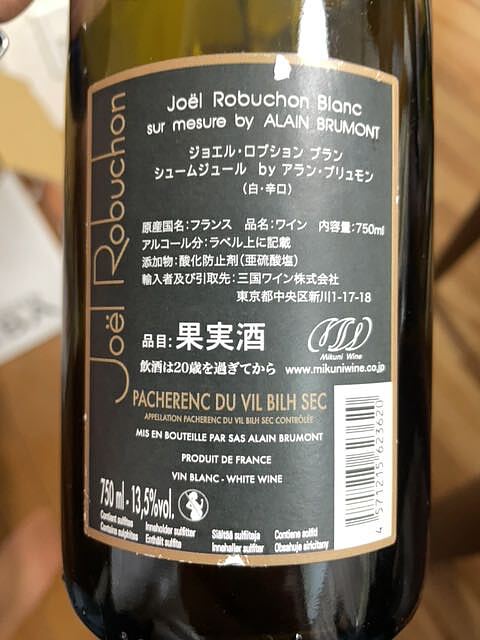 Joël Robuchon
Joël Robuchon Blanc
sur mesure by ALAIN BRUMONT
ジョエル・ロブション ブラン
シュームジュール by アラン・ブリュモン
(白・辛口)
原産国名:フランス 品名:ワイン 内容量:750ml
アルコール分:ラベル上に記載
添加物:酸化防止剤(亜硫酸塩)
輸入者及び引取先:三国ワイン株式会社
東京都中央区新川1-17-18
品目:果実酒
Mikuni Wine
飲酒は20歳を過ぎてから www.mikuniwine.co.jp
PACHERENC DU VIL BILH SEC
APPELLATION PACHERENC DU VIL BILH SEC CONTRÔLÉE
MIS EN BOUTEILLE PAR SAS ALAIN BRUMONT
PRODUIT DE FRANCE
VIN BLANC - WHITE WINE
750 ml - 13,5%vol.
Contient sulfites Inneholder sulfitter Sisältää sulfiitteja Contiene solfiti
Contains sulphites Enthält sulfite Innehaller sulfiter Obsahuje siricitany
4 571215 623620